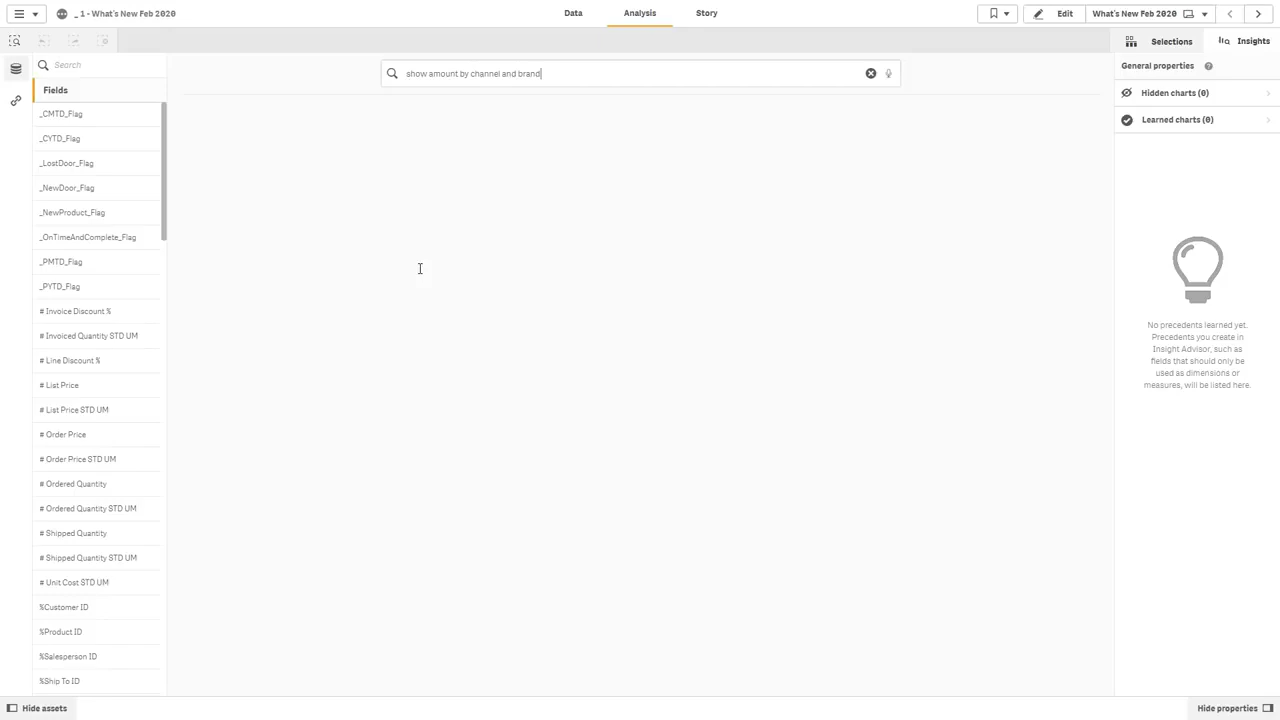 _ 1 - What's New Feb 2020
Data
Analysis
Story
Edit
What's New Feb 2020
Search
show amount by channel and brand
Selections
Insights
Fields
General properties
Hidden charts (0)
Learned charts (0)
_CMTD_Flag
_CYTD_Flag
_LostDoor_Flag
_NewDoor_Flag
_NewProduct_Flag
_OnTimeAndComplete_Flag
_PMTD_Flag
_PYTD_Flag
# Invoice Discount %
# Invoiced Quantity STD UM
# Line Discount %
# List Price
# List Price STD UM
# Order Price
# Order Price STD UM
# Ordered Quantity
# Ordered Quantity STD UM
# Shipped Quantity
# Shipped Quantity STD UM
# Unit Cost STD UM
%Customer ID
%Product ID
%Salesperson ID
%Ship To ID
No precedents learned yet.
Precedents you create in
Insight Advisor, such as
fields that should only be
used as dimensions or
measures, will be listed here.
Hide assets
Hide properties